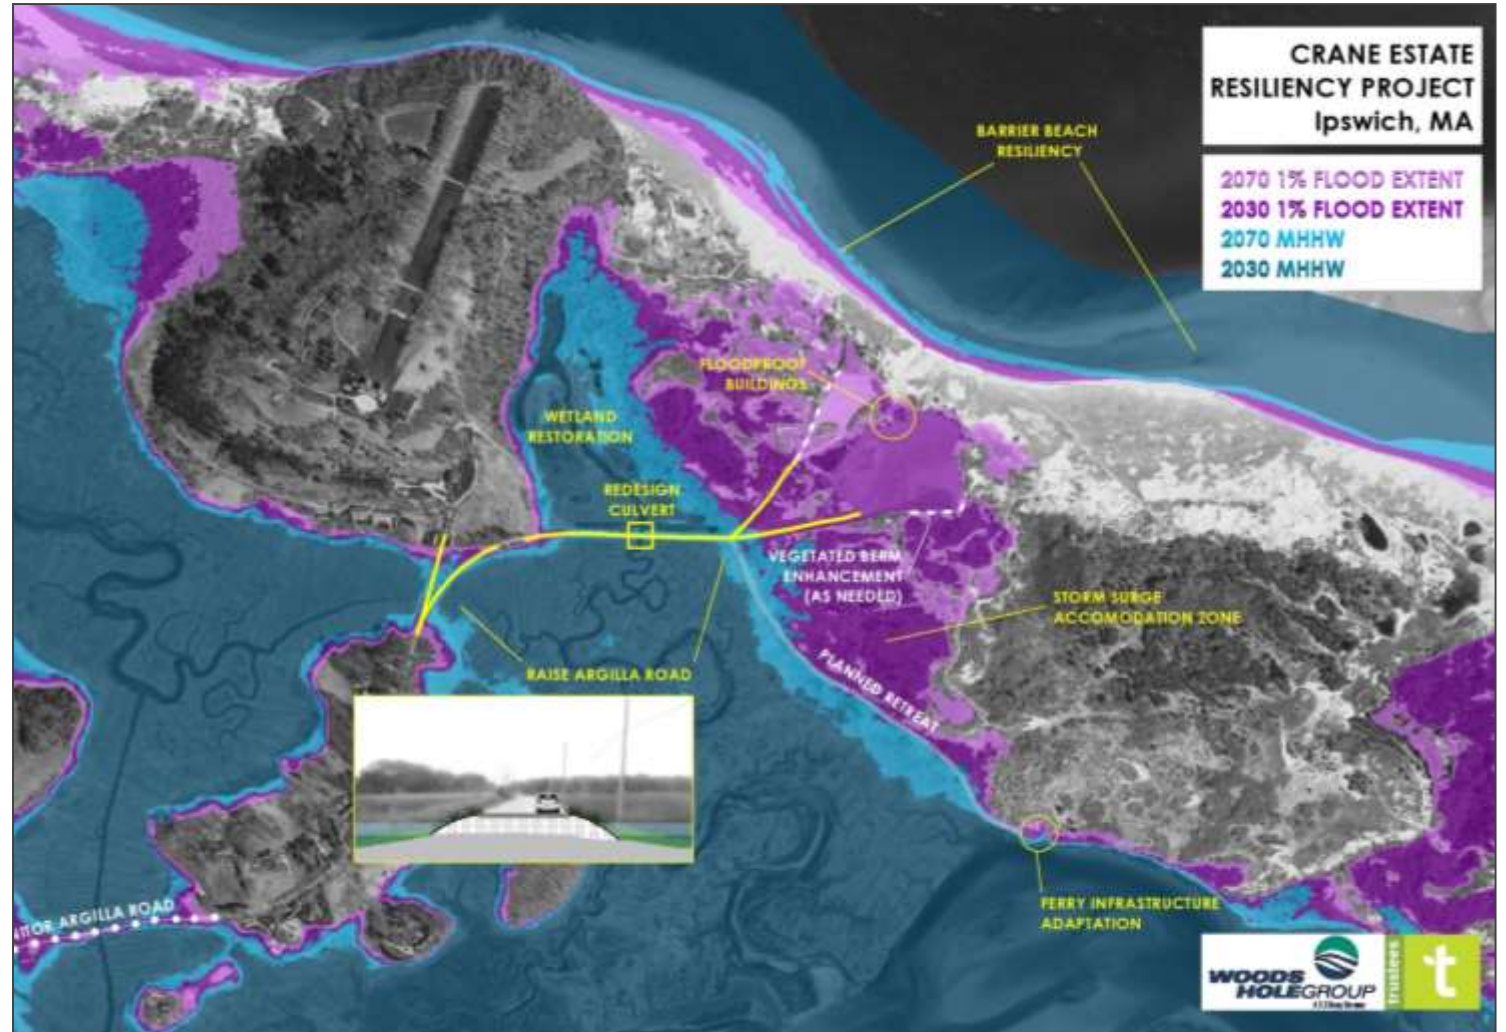 CRANE ESTATE
RESILIENCY PROJECT
Ipswich, MA
BARRIER BEACH
RESILIENCY
2070 1% FLOOD EXTENT
2030 1% FLOOD EXTENT
2070 MHHW
2030 MHHW
FLOODPROOF
BUILDINGS
WETLAND
RESTORATION
REDESIGN
CULVERT
VEGETATED BERM
ENHANCEMENT
(AS NEEDED)
STORM SURGE
ACCOMODATION ZONE
RAISE ARGILLA ROAD
PLANNED RETREAT
NITOR ARGILLA ROAD
FERRY INFRASTRUCTURE
ADAPTATION
WOODS
HOLEGROUP
trustees
t